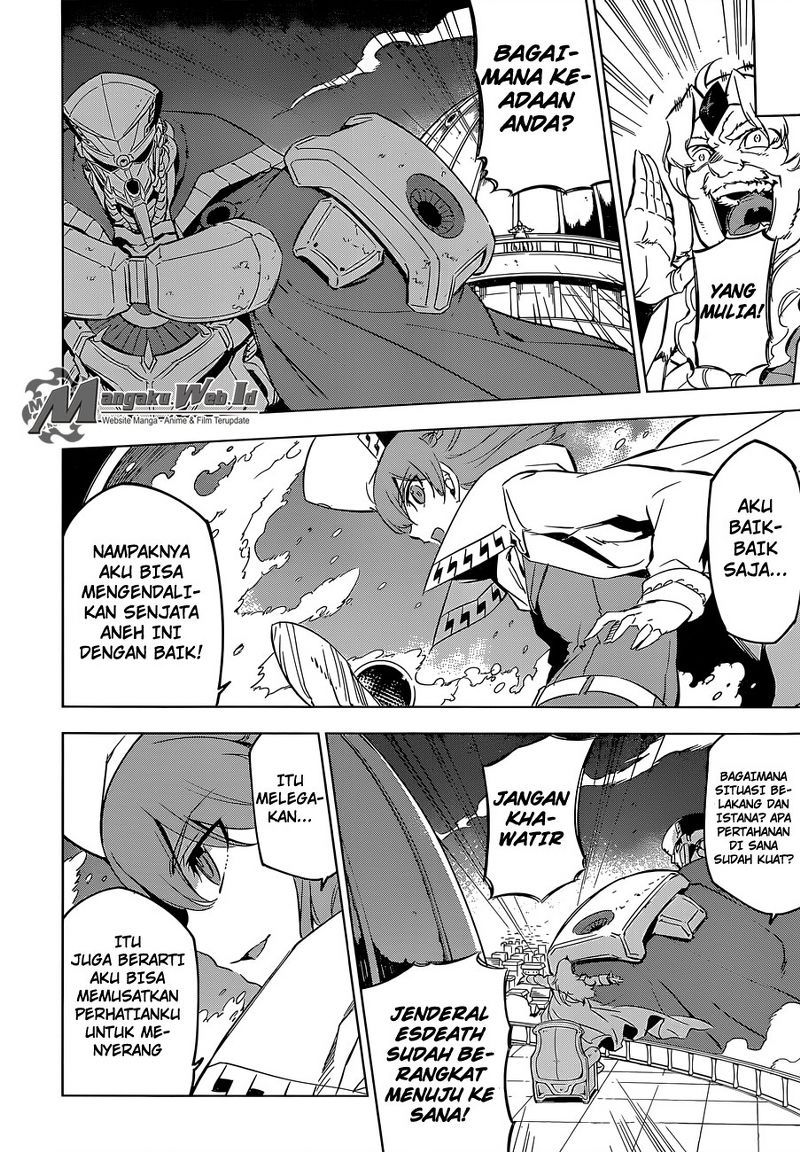 YANG
MULIA!
BAGAI-
MANA KE-
ADAAN
ANDA?
Mangaku.Web.Id
Website Manga - Anime & Film Terupdate
AKU
BAIK-
BAIK
SAJA...
NAMPAKNYA
AKU BISA
MENGENDALI-
KAN SENJATA
ANEH INI
DENGAN BAIK!
BAGAIMANA
SITUASI BE-
LAKANG DAN
ISTANA? APA
PERTAHANAN
DI SANA
SUDAH KUAT?
JANGAN
KHA-
WATIR
JENDERAL
ESDEATH
SUDAH BE-
RANGKAT
MENUJU KE
SANA!
ITU
MELEGA-
KAN...
ITU
JUGA BERARTI
AKU BISA
MEMUSATKAN
PERHATIANKU
UNTUK ME-
NYERANG